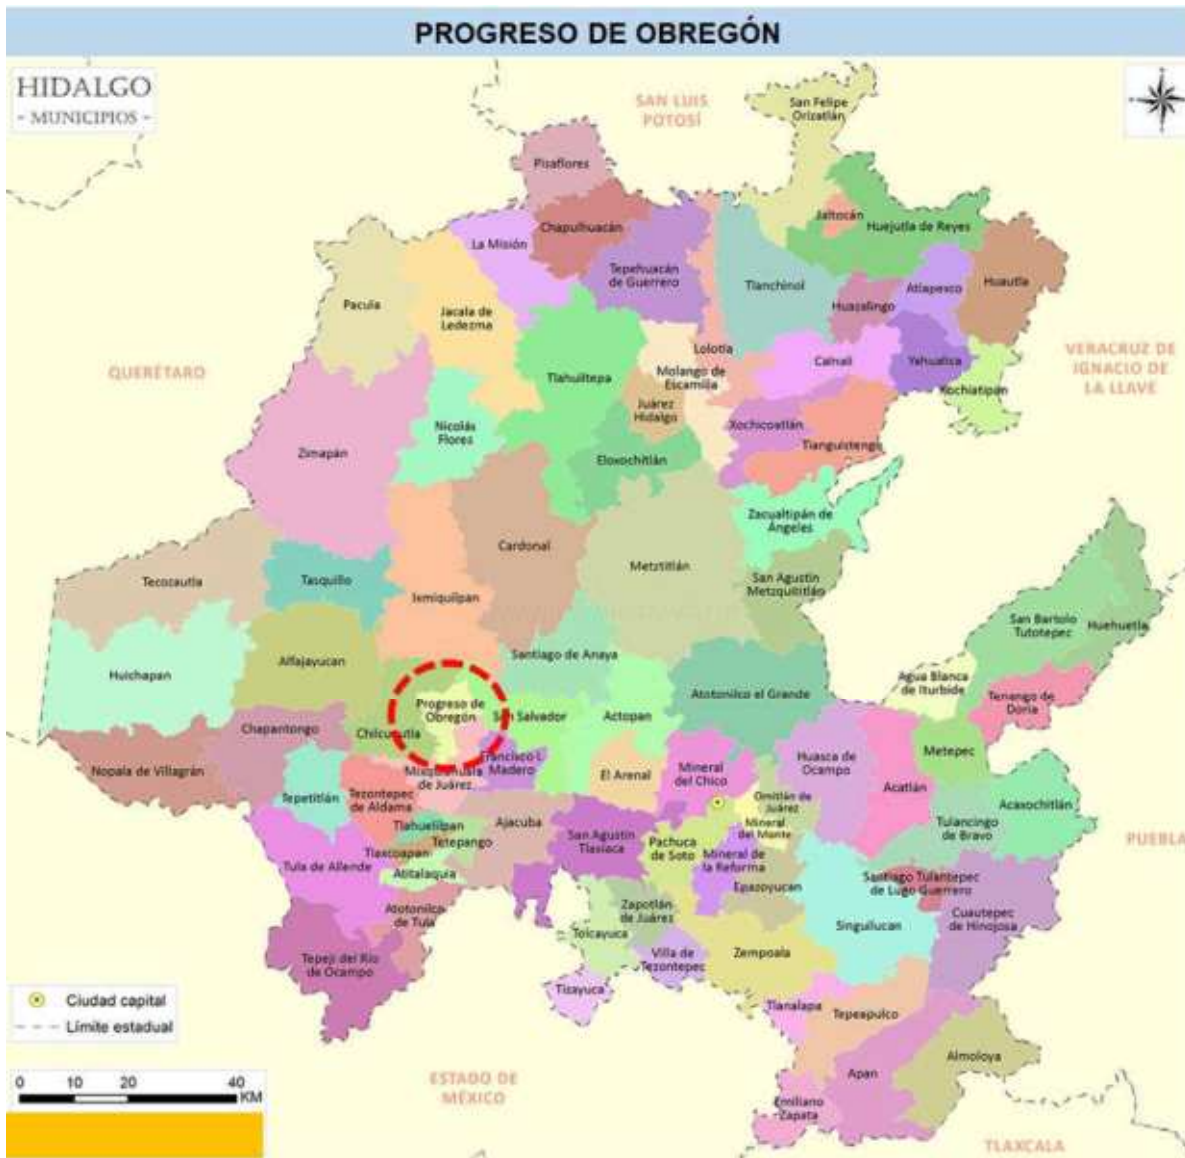 PROGRESO DE OBREGÓN
HIDALGO
- MUNICIPIOS -
SAN LUIS
POTOSÍ
San Felipe
Orizatlán
Pisaflores
Jaltocán
Chapulhuacán
Huejutla de Reyes
La Misión
Tepehuacán
de Guerrero
Tlanchinol
Atlapexco
Huautla
Huazalingo
Pacula
Jacala de
Ledezma
Lolotla
Calnali
Yahualica
VERACRUZ DE
IGNACIO DE
LA LLAVE
QUERÉTARO
Tlahuiltepa
Molango de
Escamilla
Xochiatipán
Juárez
Hidalgo
Nicolás
Flores
Xochicoatlán
Tianguistengo
Zimapán
Eloxochitlán
Zacualtipán de
Ángeles
Cardonal
Metztitlán
Tecozautla
Tasquillo
San Agustín
Metzquititlán
Ixmiquilpan
San Bartolo
Tutotepec
Huehuetla
Santiago de Anaya
Alfajayucan
Huichapan
Agua Blanca
de Iturbide
Atotonilco el Grande
Tenango de
Doria
Progreso de
Obregón
San Salvador
Actopan
Chapantongo
Chilcuautla
Metepec
Francisco I.
Madero
Huasca de
Ocampo
Nopala de Villagrán
Mixquiahuala
de Juárez
El Arenal
Mineral
del Chico
Acatlán
Tepetitlán
Tezontepec
de Aldama
Omitlán de
Juárez
Acaxochitlán
Tlahuelilpan
Ajacuba
Mineral
del Monte
Tulancingo
de Bravo
Tetepango
San Agustín
Tlaxiaca
Pachuca
de Soto
PUEBLA
Tlaxcoapan
Mineral de
la Reforma
Tula de Allende
Atitalaquia
Epazoyucan
Santiago Tulantepec
de Lugo Guerrero
Atotonilco
de Tula
Zapotlán
de Juárez
Cuautepec
de Hinojosa
Singuilucan
Tolcayuca
Tepeji del Río
de Ocampo
Villa de
Tezontepec
Zempoala
Tizayuca
Ciudad capital
Límite estadual
Tlanalapa
Tepeapulco
Almoloya
Apan
0 10 20 40
KM
ESTADO DE
MÉXICO
Emiliano
Zapata
TLAXCALA